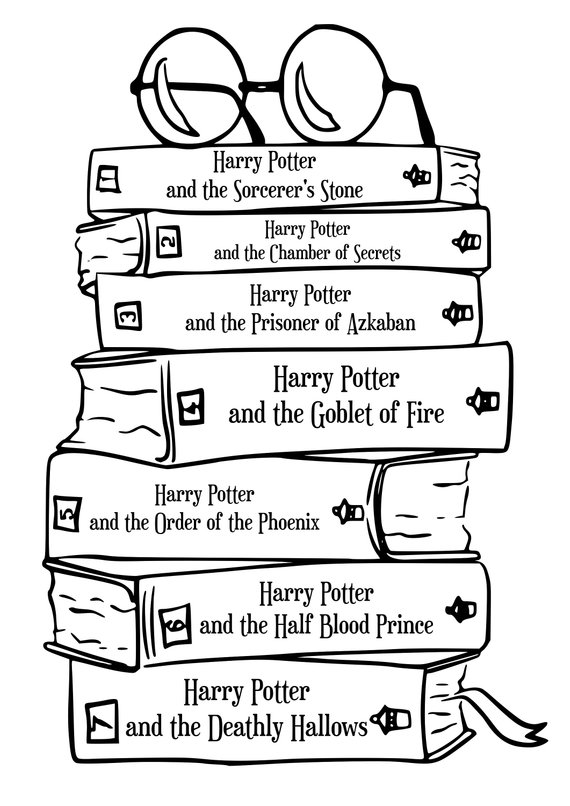 1
Harry Potter
and the Sorcerer's Stone
2
Harry Potter
and the Chamber of Secrets
3
Harry Potter
and the Prisoner of Azkaban
4
Harry Potter
and the Goblet of Fire
5
Harry Potter
and the Order of the Phoenix
6
Harry Potter
and the Half Blood Prince
7
Harry Potter
and the Deathly Hallows